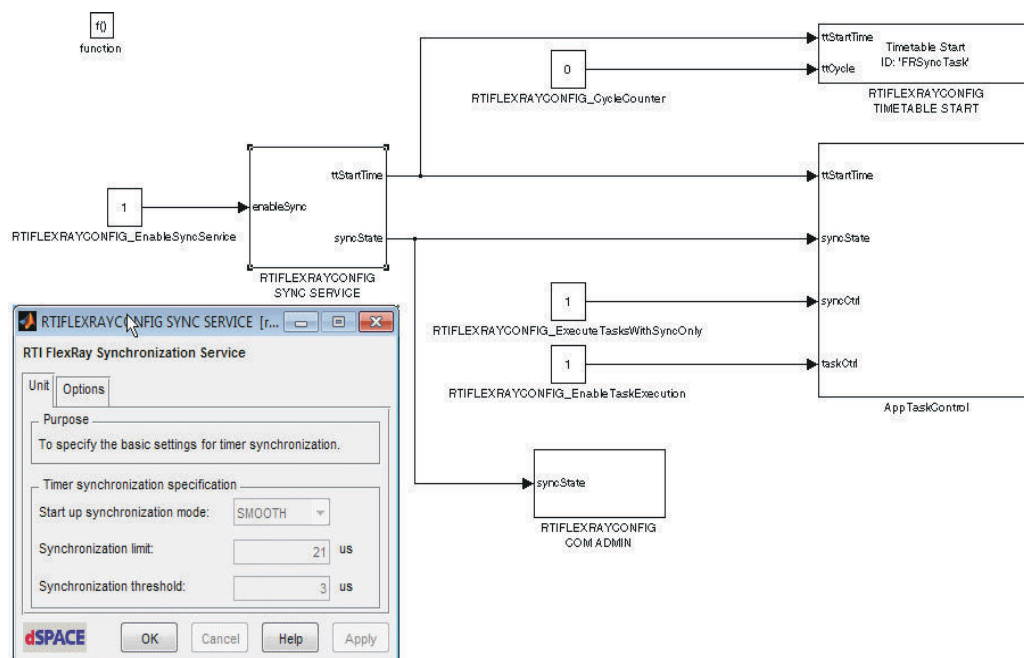 f()
function
ttStartTime
ttCycle
Timetable Start
ID: 'FRSyncTask'
RTIFLEXRAYCONFIG
TIMETABLE START
0
RTIFLEXRAYCONFIG_CycleCounter
1
RTIFLEXRAYCONFIG_EnableSyncService
enableSync
ttStartTime
syncState
RTIFLEXRAYCONFIG
SYNC SERVICE
ttStartTime
syncState
syncCtrl
taskCtrl
AppTaskControl
1
RTIFLEXRAYCONFIG_ExecuteTasksWithSyncOnly
1
RTIFLEXRAYCONFIG_EnableTaskExecution
syncState
RTIFLEXRAYCONFIG
COM ADMIN
RTIFLEXRAYCONFIG SYNC SERVICE [r...
RTI FlexRay Synchronization Service
Unit Options
Purpose
To specify the basic settings for timer synchronization.
Timer synchronization specification
Start up synchronization mode: SMOOTH
Synchronization limit: 21 us
Synchronization threshold: 3 us
dSPACE OK Cancel Help Apply